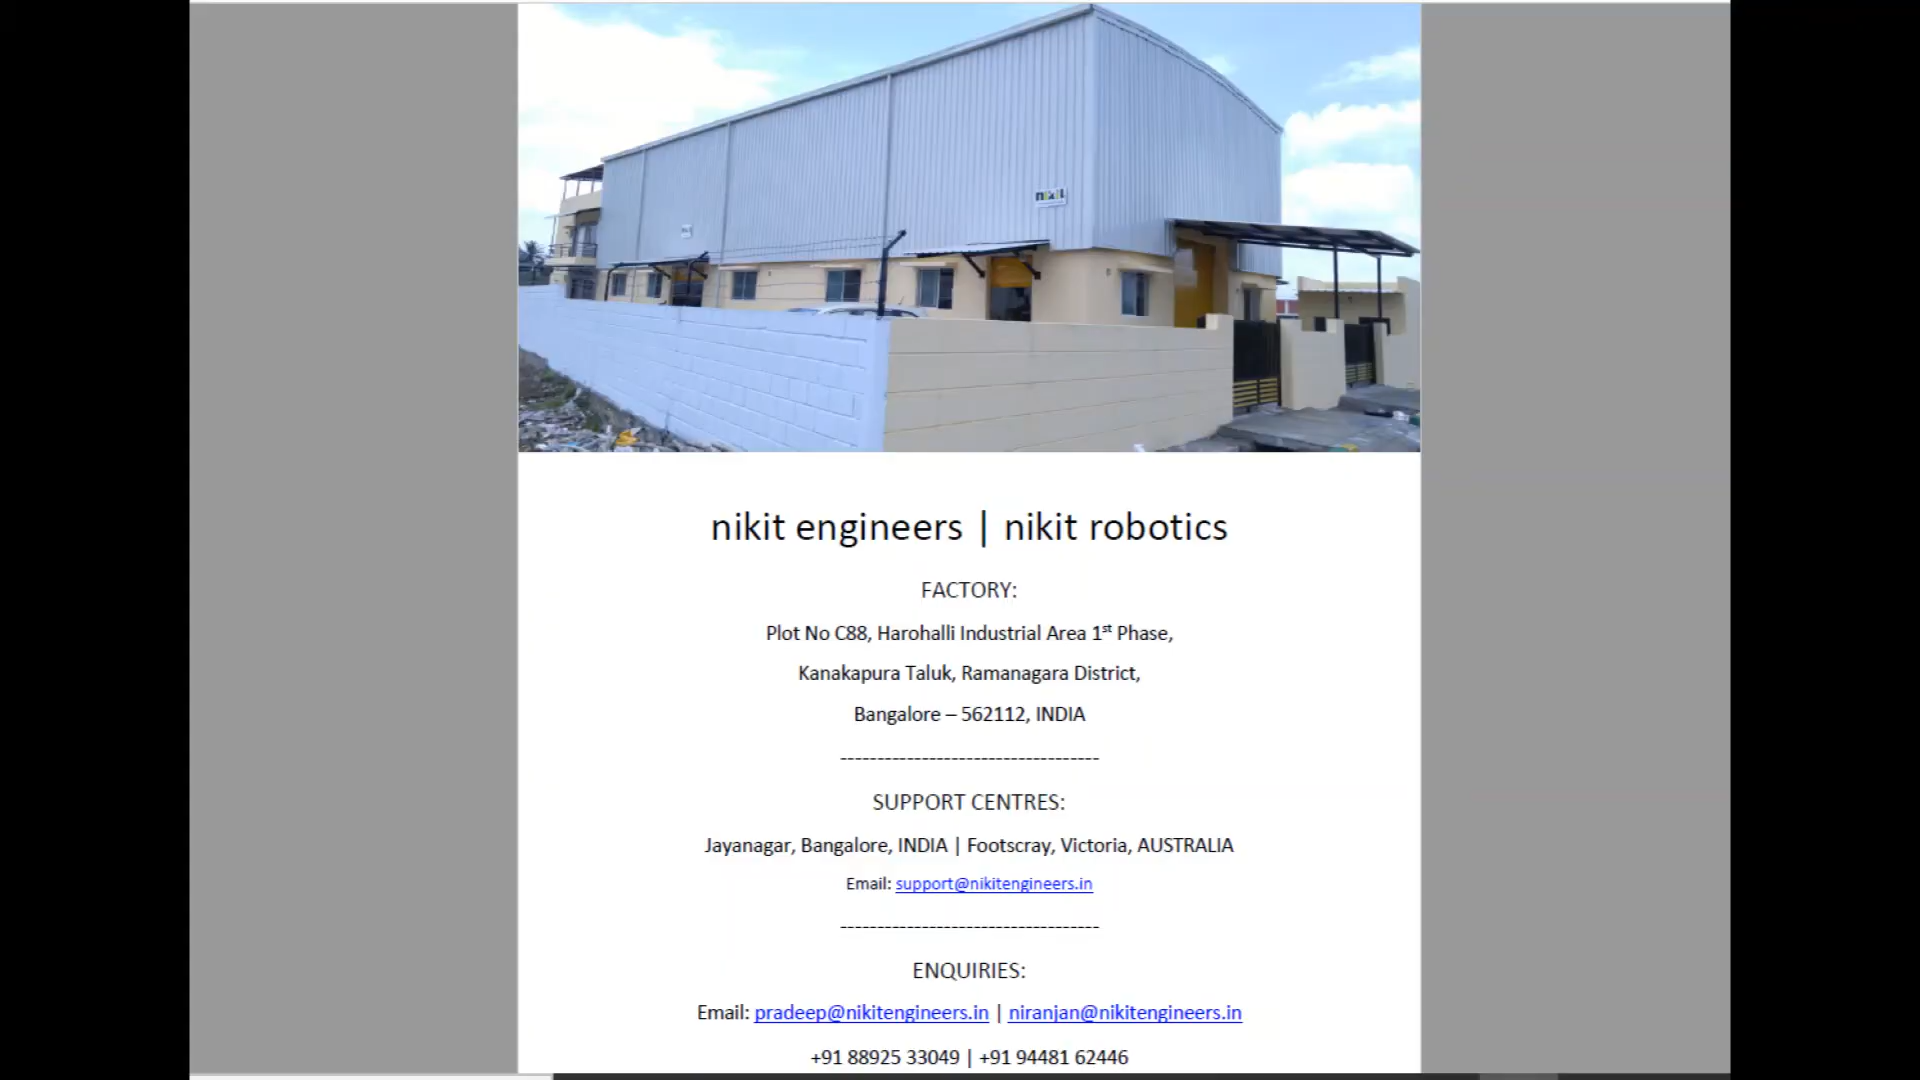 nikit
nikit engineers | nikit robotics
FACTORY:
Plot No C88, Harohalli Industrial Area 1st Phase,
Kanakapura Taluk, Ramanagara District,
Bangalore – 562112, INDIA
-----------------------------------
SUPPORT CENTRES:
Jayanagar, Bangalore, INDIA | Footscray, Victoria, AUSTRALIA
Email: support@nikitengineers.in
-----------------------------------
ENQUIRIES:
Email: pradeep@nikitengineers.in | niranjan@nikitengineers.in
+91 88925 33049 | +91 94481 62446